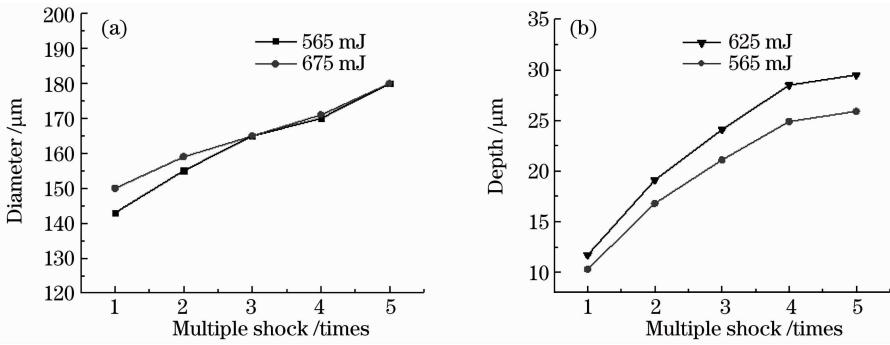 (a)
565 mJ
675 mJ
200
190
180
170
160
150
140
130
120
Diameter /μm
1 2 3 4 5
Multiple shock /times
(b)
625 mJ
565 mJ
35
30
25
20
15
10
Depth /μm
1 2 3 4 5
Multiple shock /times